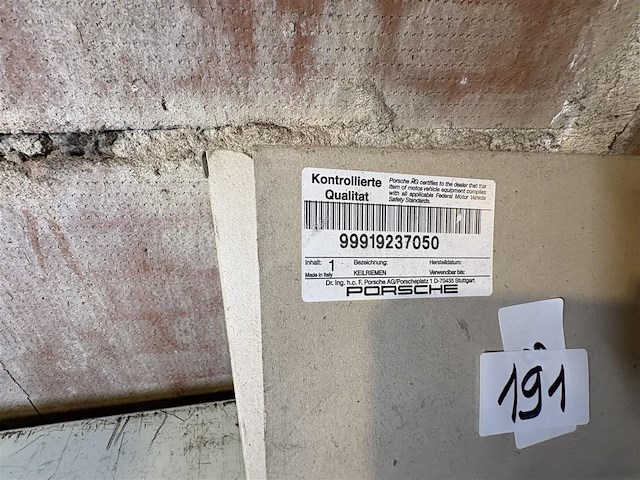 Kontrollierte
Qualität
Porsche AG certifies to the dealer that this
item of motor vehicle equipment complies
with all applicable Federal Motor Vehicle
Safety Standards.
99919237050
Inhalt: 1 Bezeichnung: Herstelldatum:
Made in Italy KEILRIEMEN Verwendbar bis:
Dr. Ing. h.c. F. Porsche AG/Porscheplatz 1 D-70435 Stuttgart
PORSCHE
191